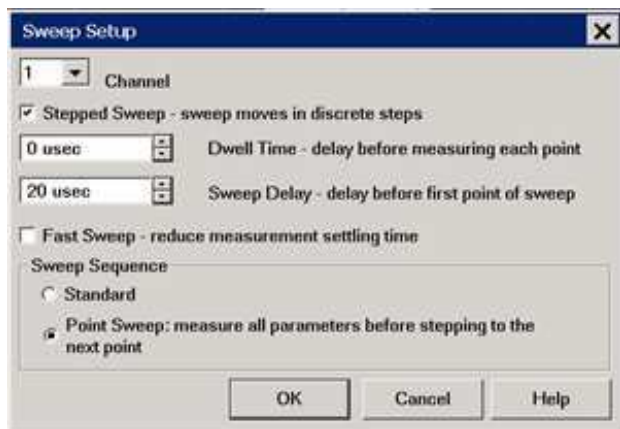 Sweep Setup
1
Channel
Stepped Sweep - sweep moves in discrete steps
0 usec
Dwell Time - delay before measuring each point
20 usec
Sweep Delay - delay before first point of sweep
Fast Sweep - reduce measurement settling time
Sweep Sequence
Standard
Point Sweep: measure all parameters before stepping to the
next point
OK
Cancel
Help